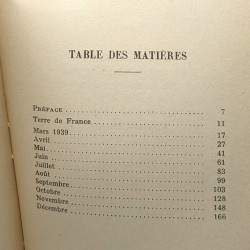 TABLE DES MATIÈRES
PRÉFACE 7
Terre de France 11
Mars 1939 17
Avril 27
Mai 41
Juin 61
Juillet 83
Août 99
Septembre 103
Octobre 128
Novembre 148
Décembre 166